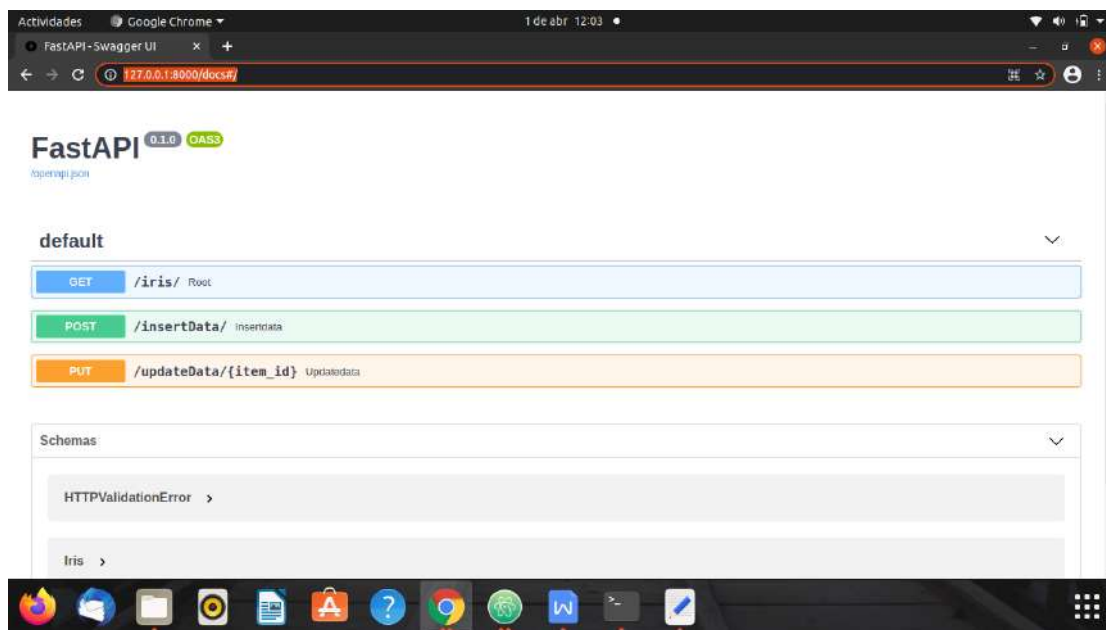 Actividades Google Chrome 1 de abr 12:03
FastAPI - Swagger UI
127.0.0.1:8000/docs#/
FastAPI 0.1.0 OAS3
/openapi.json
default
GET /iris/ Root
POST /insertData/ Insertdata
PUT /updateData/{item_id} Updatedata
Schemas
HTTPValidationError
Iris